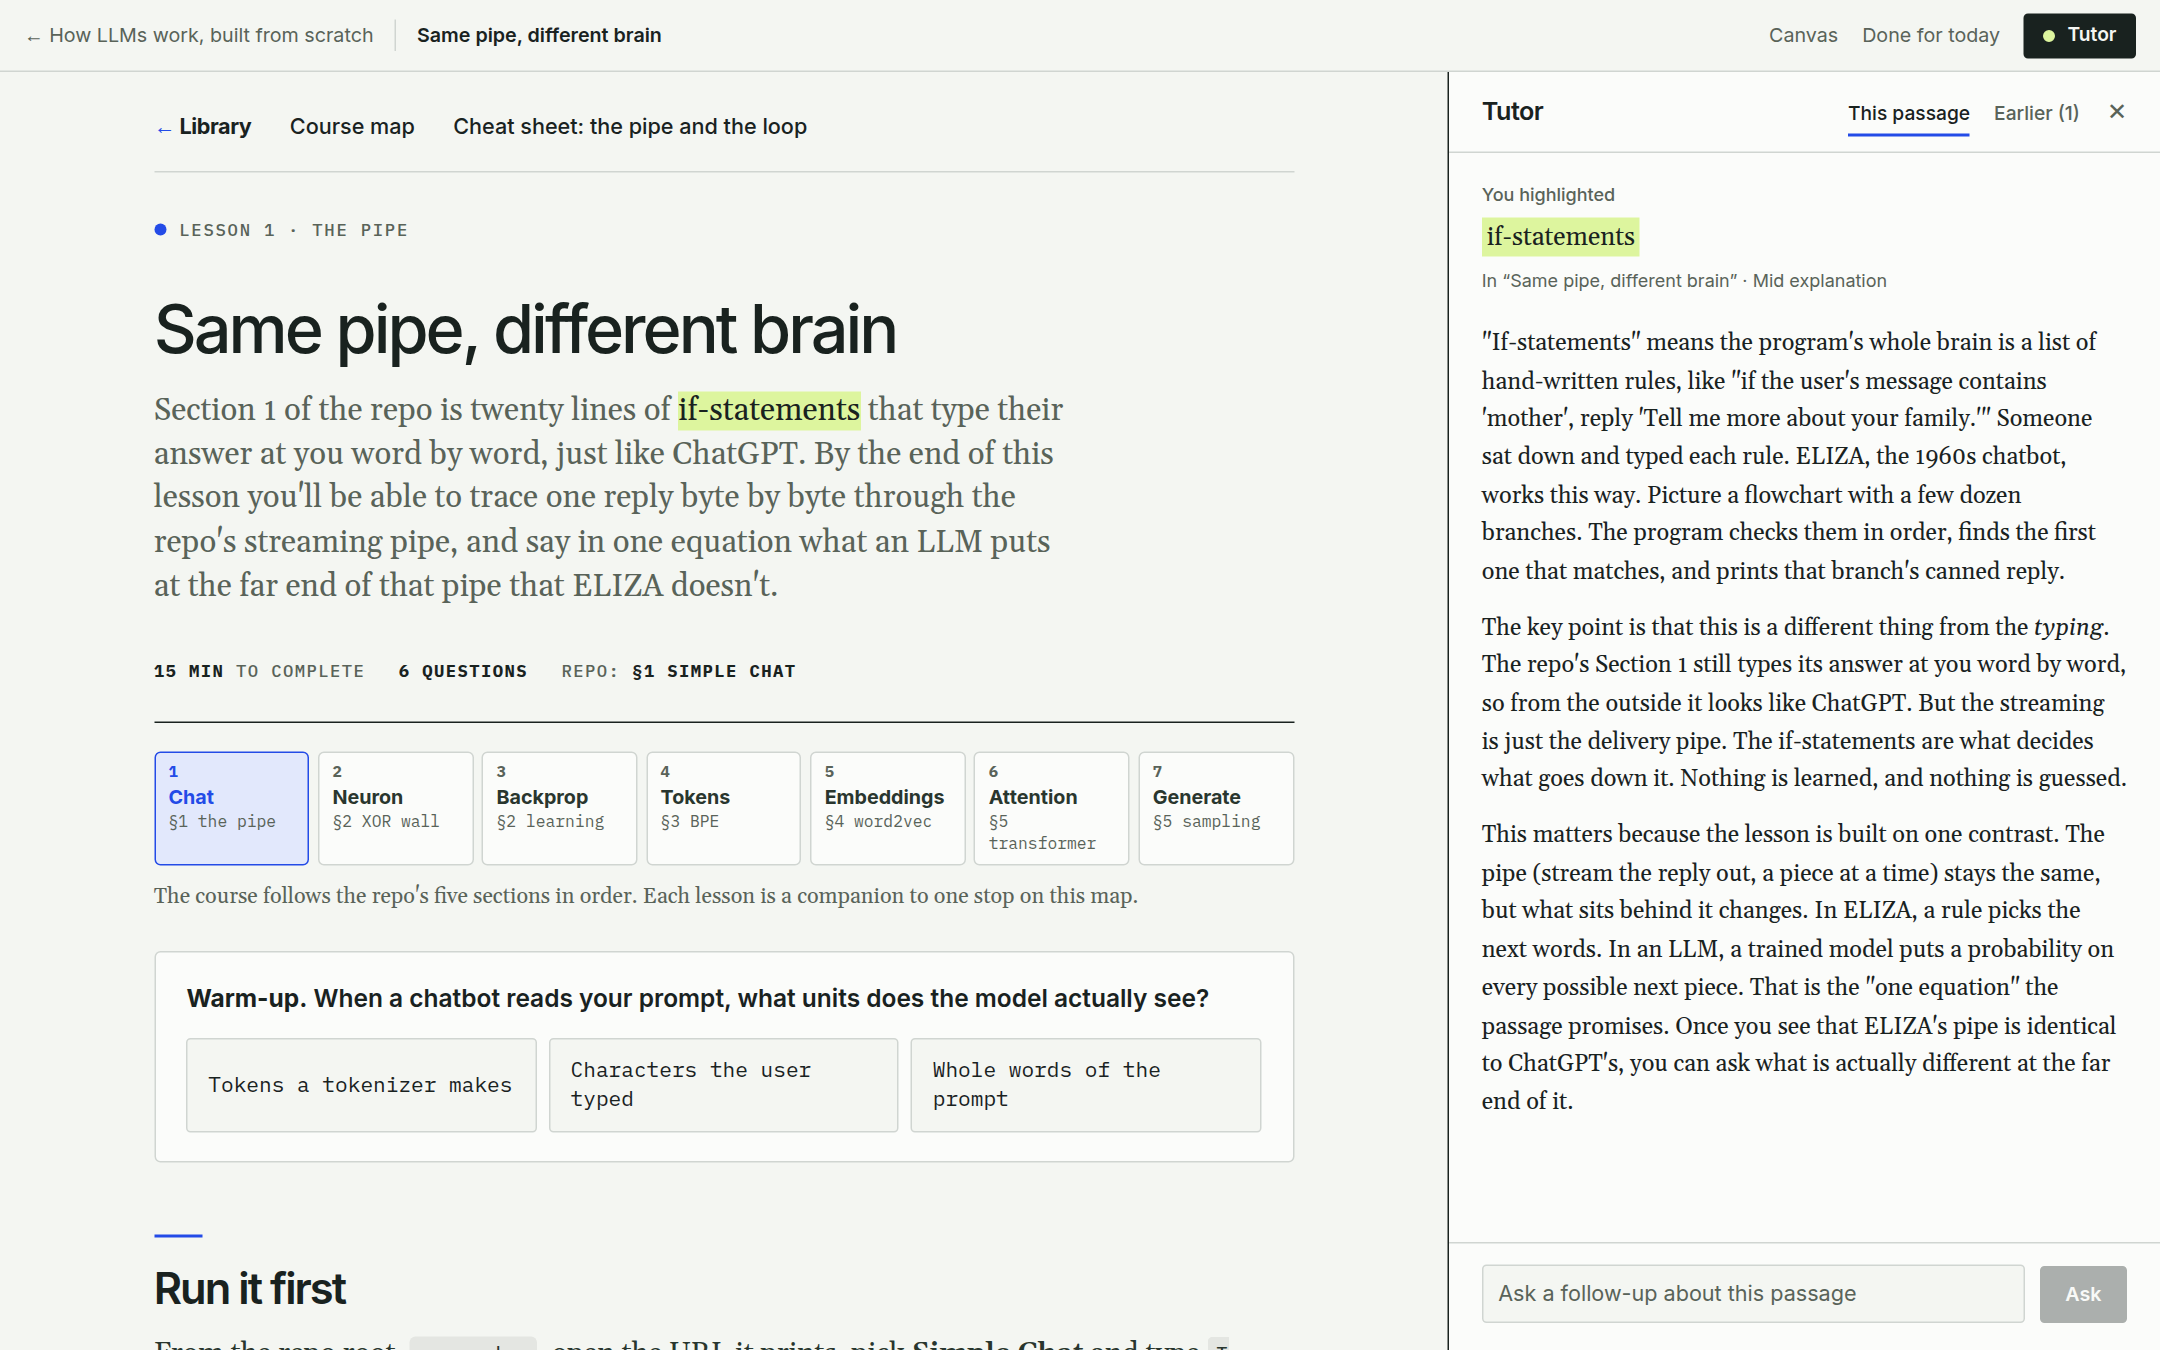 ← How LLMs work, built from scratch
Same pipe, different brain
Canvas
Done for today
Tutor
← Library
Course map
Cheat sheet: the pipe and the loop
LESSON 1 · THE PIPE
Same pipe, different brain
Section 1 of the repo is twenty lines of if-statements that type their
answer at you word by word, just like ChatGPT. By the end of this
lesson you'll be able to trace one reply byte by byte through the
repo's streaming pipe, and say in one equation what an LLM puts
at the far end of that pipe that ELIZA doesn't.
15 MIN TO COMPLETE
6 QUESTIONS
REPO: §1 SIMPLE CHAT
1
Chat
§1 the pipe
2
Neuron
§2 XOR wall
3
Backprop
§2 learning
4
Tokens
§3 BPE
5
Embeddings
§4 word2vec
6
Attention
§5
transformer
7
Generate
§5 sampling
The course follows the repo's five sections in order. Each lesson is a companion to one stop on this map.
Warm-up. When a chatbot reads your prompt, what units does the model actually see?
Tokens a tokenizer makes
Characters the user
typed
Whole words of the
prompt
Run it first
From the repo root, open the URL it prints, pick Simple Chat and type
Tutor
This passage
Earlier (1)
✕
You highlighted
if-statements
In “Same pipe, different brain” · Mid explanation
"If-statements" means the program's whole brain is a list of
hand-written rules, like "if the user's message contains
'mother', reply 'Tell me more about your family.'" Someone
sat down and typed each rule. ELIZA, the 1960s chatbot,
works this way. Picture a flowchart with a few dozen
branches. The program checks them in order, finds the first
one that matches, and prints that branch's canned reply.
The key point is that this is a different thing from the typing.
The repo's Section 1 still types its answer at you word by word,
so from the outside it looks like ChatGPT. But the streaming
is just the delivery pipe. The if-statements are what decides
what goes down it. Nothing is learned, and nothing is guessed.
This matters because the lesson is built on one contrast. The
pipe (stream the reply out, a piece at a time) stays the same,
but what sits behind it changes. In ELIZA, a rule picks the
next words. In an LLM, a trained model puts a probability on
every possible next piece. That is the "one equation" the
passage promises. Once you see that ELIZA's pipe is identical
to ChatGPT's, you can ask what is actually different at the far
end of it.
Ask a follow-up about this passage
Ask